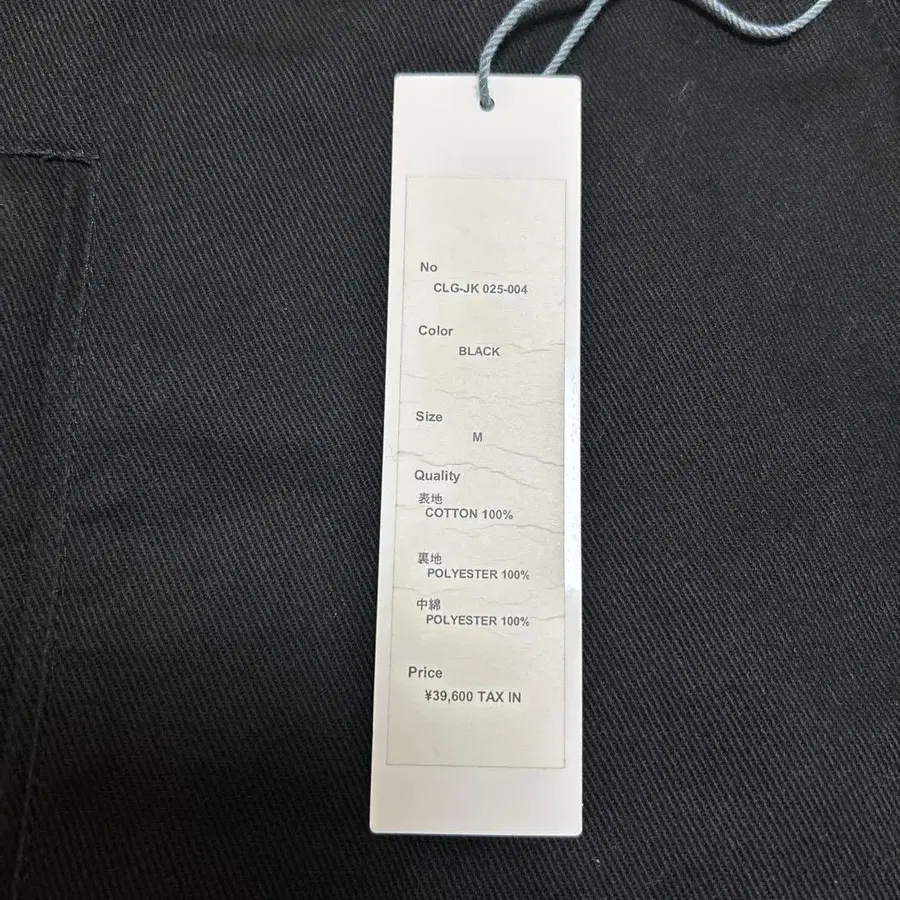 No
CLG-JK 025-004
Color
BLACK
Size
M
Quality
表地
COTTON 100%
裏地
POLYESTER 100%
中綿
POLYESTER 100%
Price
¥39,600 TAX IN